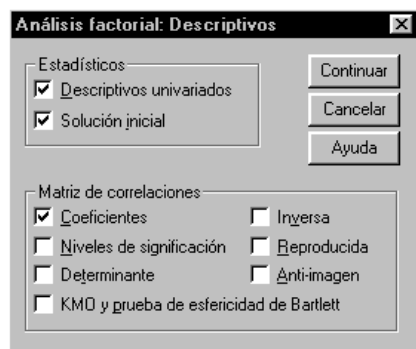 Análisis factorial: Descriptivos
Estadísticos
Descriptivos univariados
Solución inicial
Continuar
Cancelar
Ayuda
Matriz de correlaciones
Coeficientes
Inversa
Niveles de significación
Reproducida
Determinante
Anti-imagen
KMO y prueba de esfericidad de Bartlett